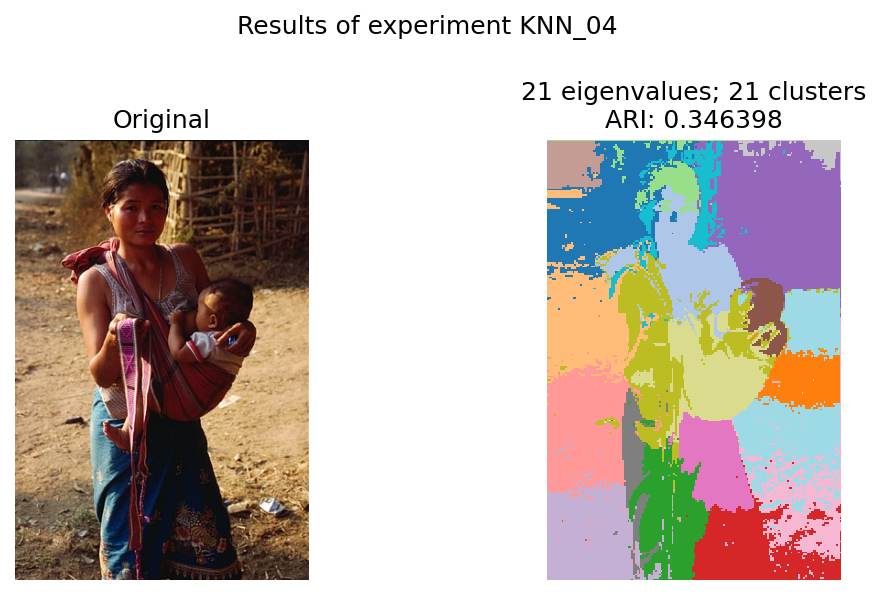 Results of experiment KNN_04
Original
21 eigenvalues; 21 clusters
ARI: 0.346398